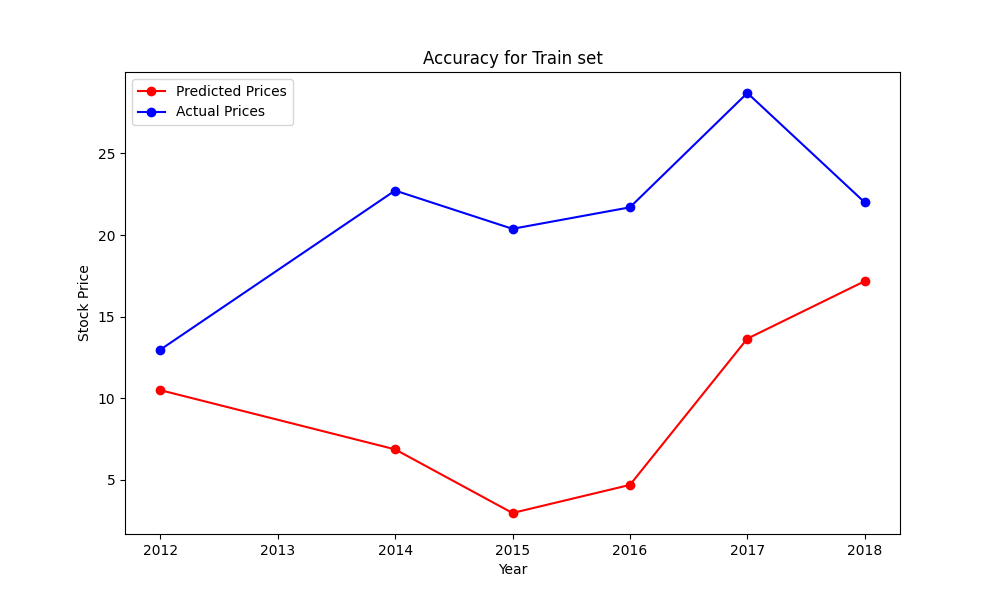 Accuracy for Train set
Predicted Prices
Actual Prices
25
20
15
10
5
Stock Price
2012 2013 2014 2015 2016 2017 2018
Year